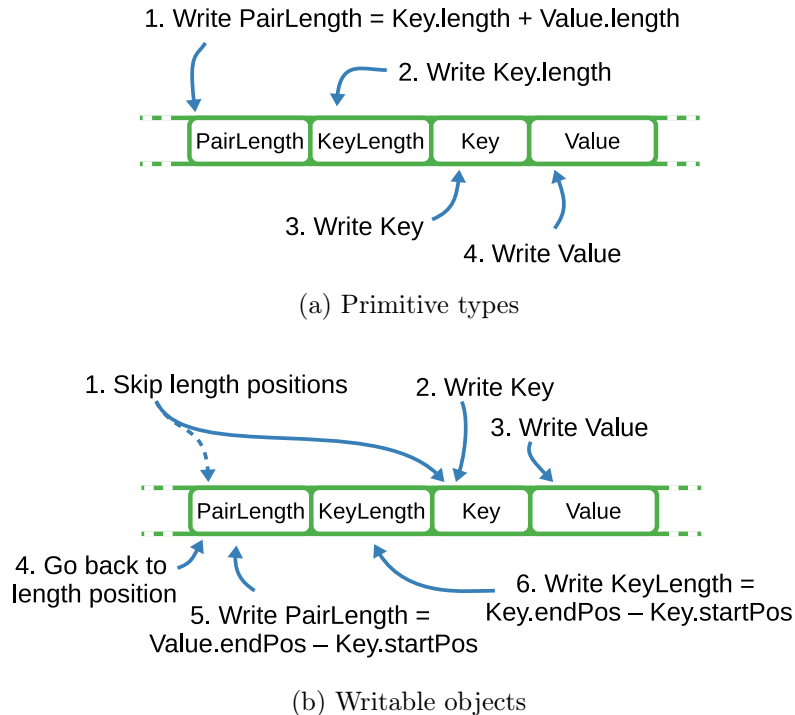 1. Write PairLength = Key.length + Value.length
2. Write Key.length
PairLength KeyLength Key Value
3. Write Key
4. Write Value
(a) Primitive types
1. Skip length positions
2. Write Key
3. Write Value
PairLength KeyLength Key Value
4. Go back to
length position
5. Write PairLength =
Value.endPos – Key.startPos
6. Write KeyLength =
Key.endPos – Key.startPos
(b) Writable objects